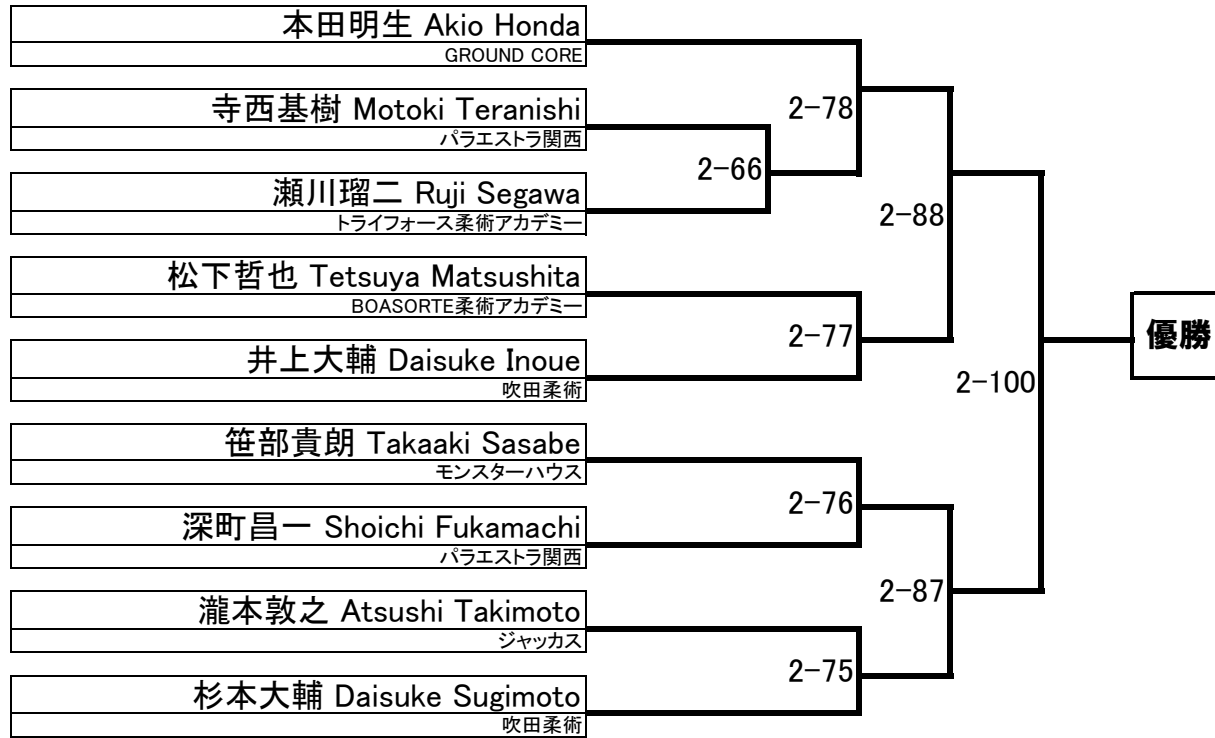 本田明生 Akio Honda
GROUND CORE
寺西基樹 Motoki Teranishi
パラエストラ関西
瀬川瑠二 Ruji Segawa
トライフォース柔術アカデミー
松下哲也 Tetsuya Matsushita
BOASORTE柔術アカデミー
井上大輔 Daisuke Inoue
吹田柔術
笹部貴朗 Takaaki Sasabe
モンスターハウス
深町昌一 Shoichi Fukamachi
パラエストラ関西
瀧本敦之 Atsushi Takimoto
ジャッカス
杉本大輔 Daisuke Sugimoto
吹田柔術
2-66
2-78
2-77
2-76
2-75
2-88
2-87
2-100
優勝